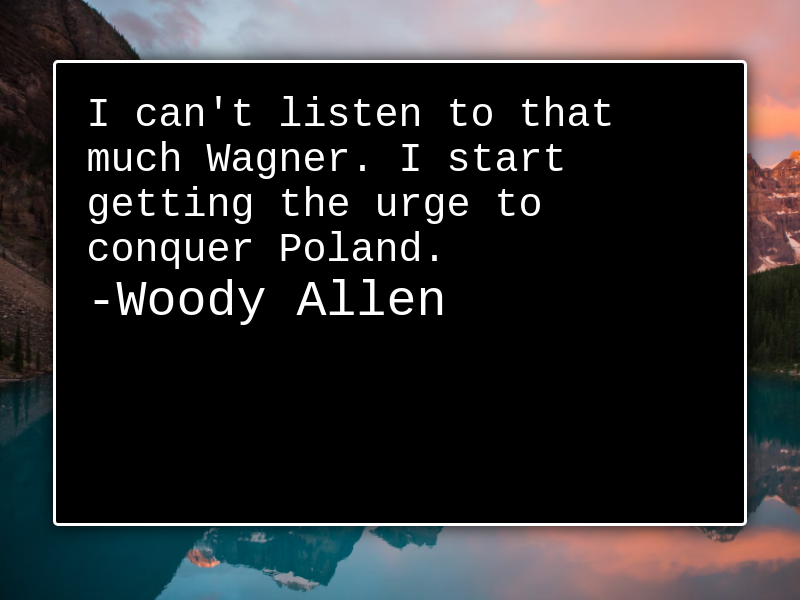 I can't listen to that
much Wagner. I start
getting the urge to
conquer Poland.
-Woody Allen